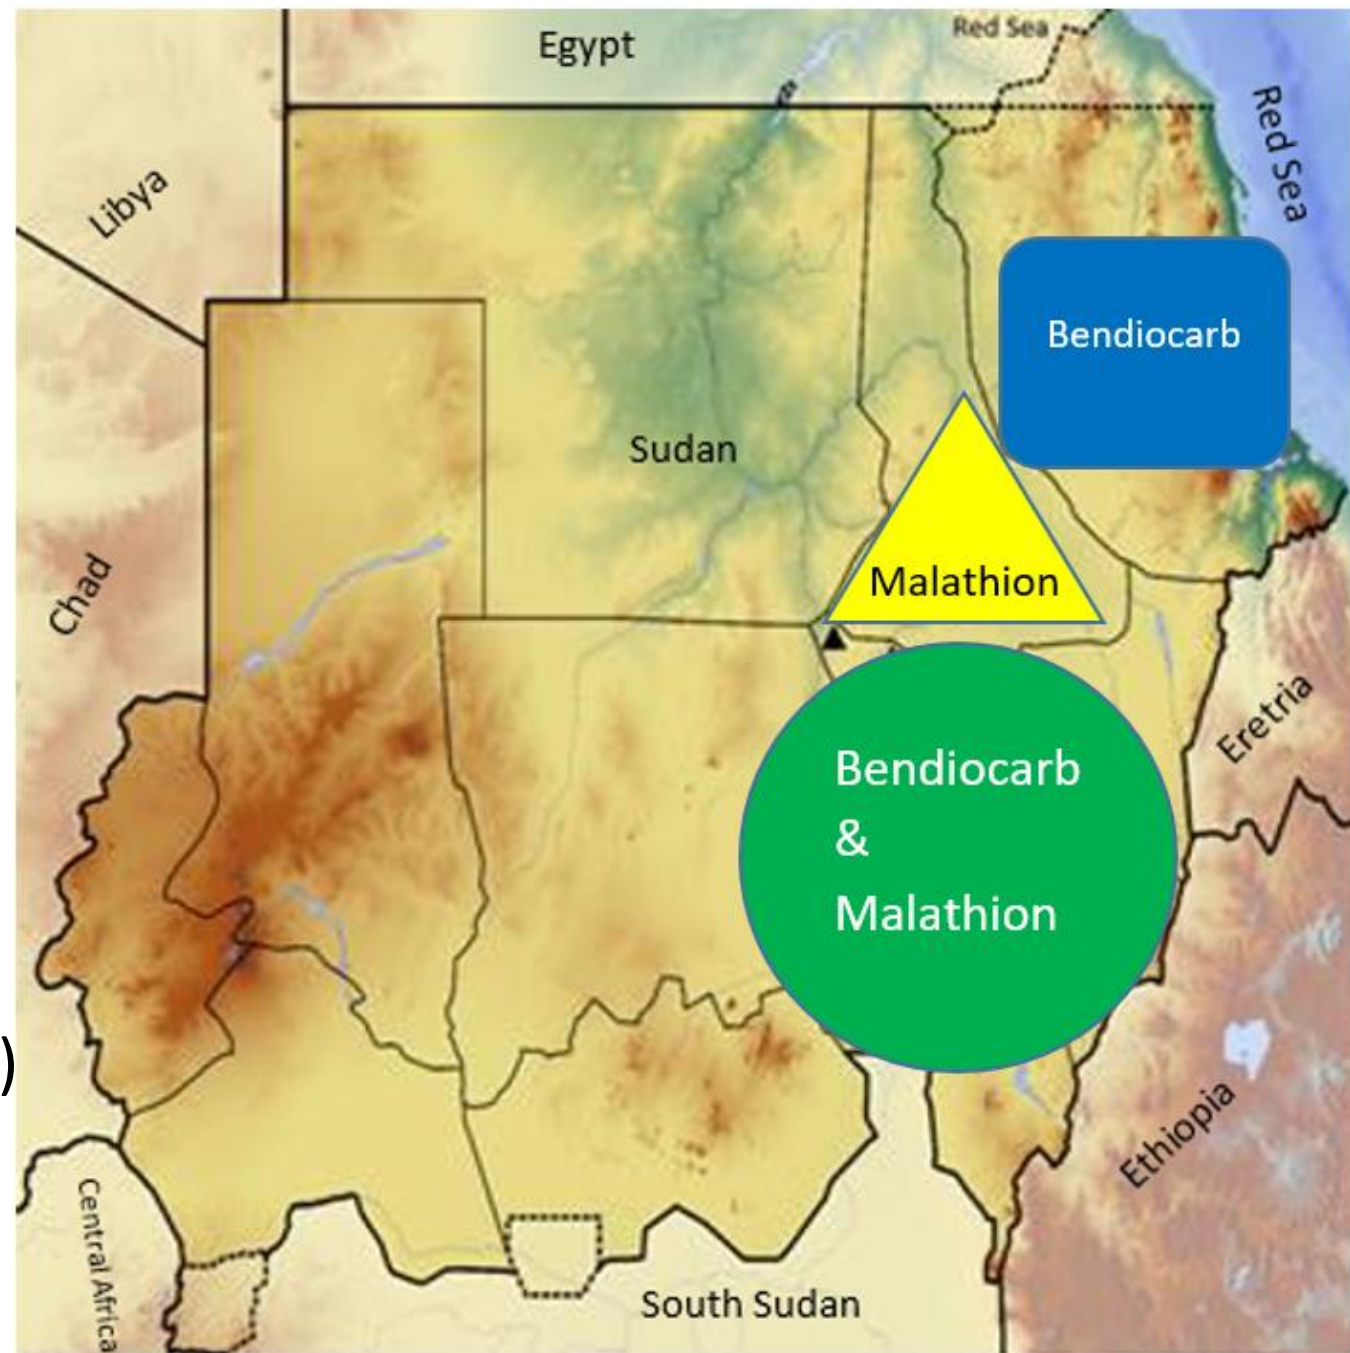 Egypt
Red Sea
Red Sea
Libya
Bendiocarb
Sudan
Malathion
Chad
Eretria
Bendiocarb
&
Malathion
)
Ethiopia
Central Africa
South Sudan